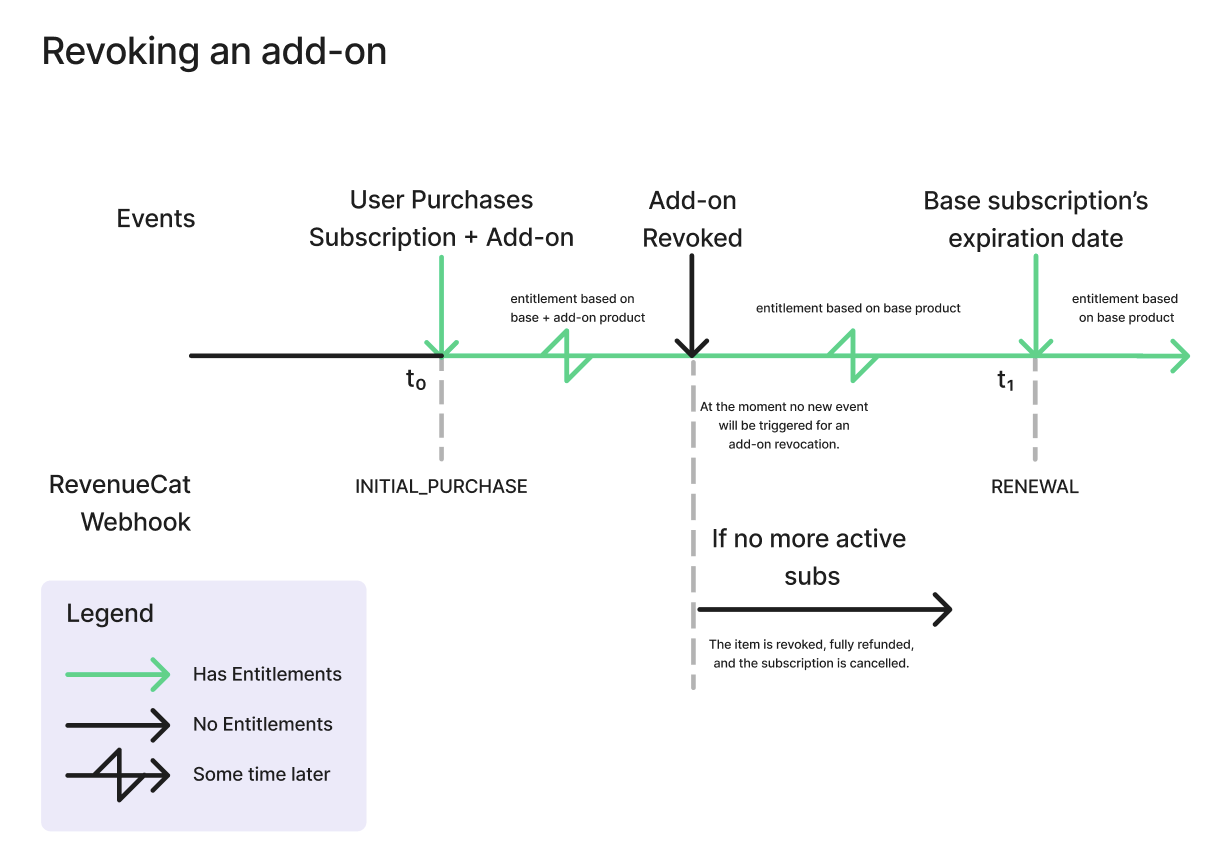 Revoking an add-on
Events
User Purchases
Subscription + Add-on
Add-on
Revoked
Base subscription’s
expiration date
entitlement based on
base + add-on product
entitlement based on base product
entitlement based
on base product
t₀
t₁
At the moment no new event
will be triggered for an
add-on revocation.
RevenueCat
Webhook
INITIAL_PURCHASE
RENEWAL
If no more active
subs
The item is revoked, fully refunded,
and the subscription is cancelled.
Legend
Has Entitlements
No Entitlements
Some time later